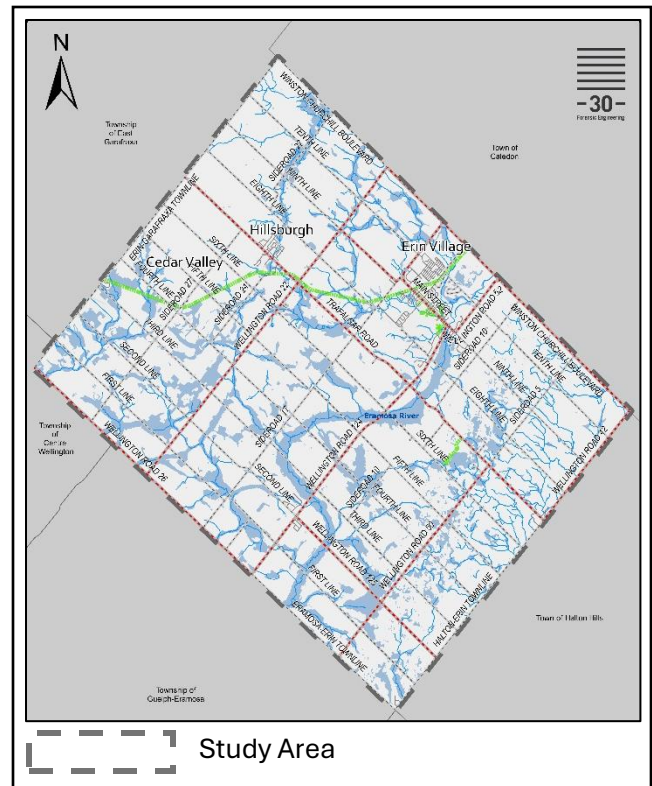 N
-30-
Forensic Engineering
Township
of East
Garafraxa
Town of
Caledon
WINSTON CHURCHILL BOULEVARD
TENTH LINE
NINTH LINE
EIGHTH LINE
ERIN-GARAFRAXA TOWNLINE
SIXTH LINE
Hillsburgh
Erin Village
Cedar Valley
FOURTH LINE
FIFTH LINE
SIDEROAD 27
SIDEROAD 24
WELLINGTON ROAD 22
MAIN STREET
THIRD LINE
SECOND LINE
FIRST LINE
TRAFALGAR ROAD
WELLINGTON ROAD 52
SIDEROAD 10
WINSTON CHURCHILL BOULEVARD
TENTH LINE
NINTH LINE
EIGHTH LINE
SIDEROAD 5
Eramosa River
SIDEROAD 17
WELLINGTON ROAD 124
SIXTH LINE
FIFTH LINE
SIDEROAD 10
FOURTH LINE
THIRD LINE
SECOND LINE
WELLINGTON ROAD 26
WELLINGTON ROAD 32
Township
of
Centre
Wellington
WELLINGTON ROAD 125
FIRST LINE
HALTON-ERIN TOWNLINE
ERAMOSA-ERIN TOWNLINE
Town of Halton Hills
Township of
Guelph-Eramosa
Study Area